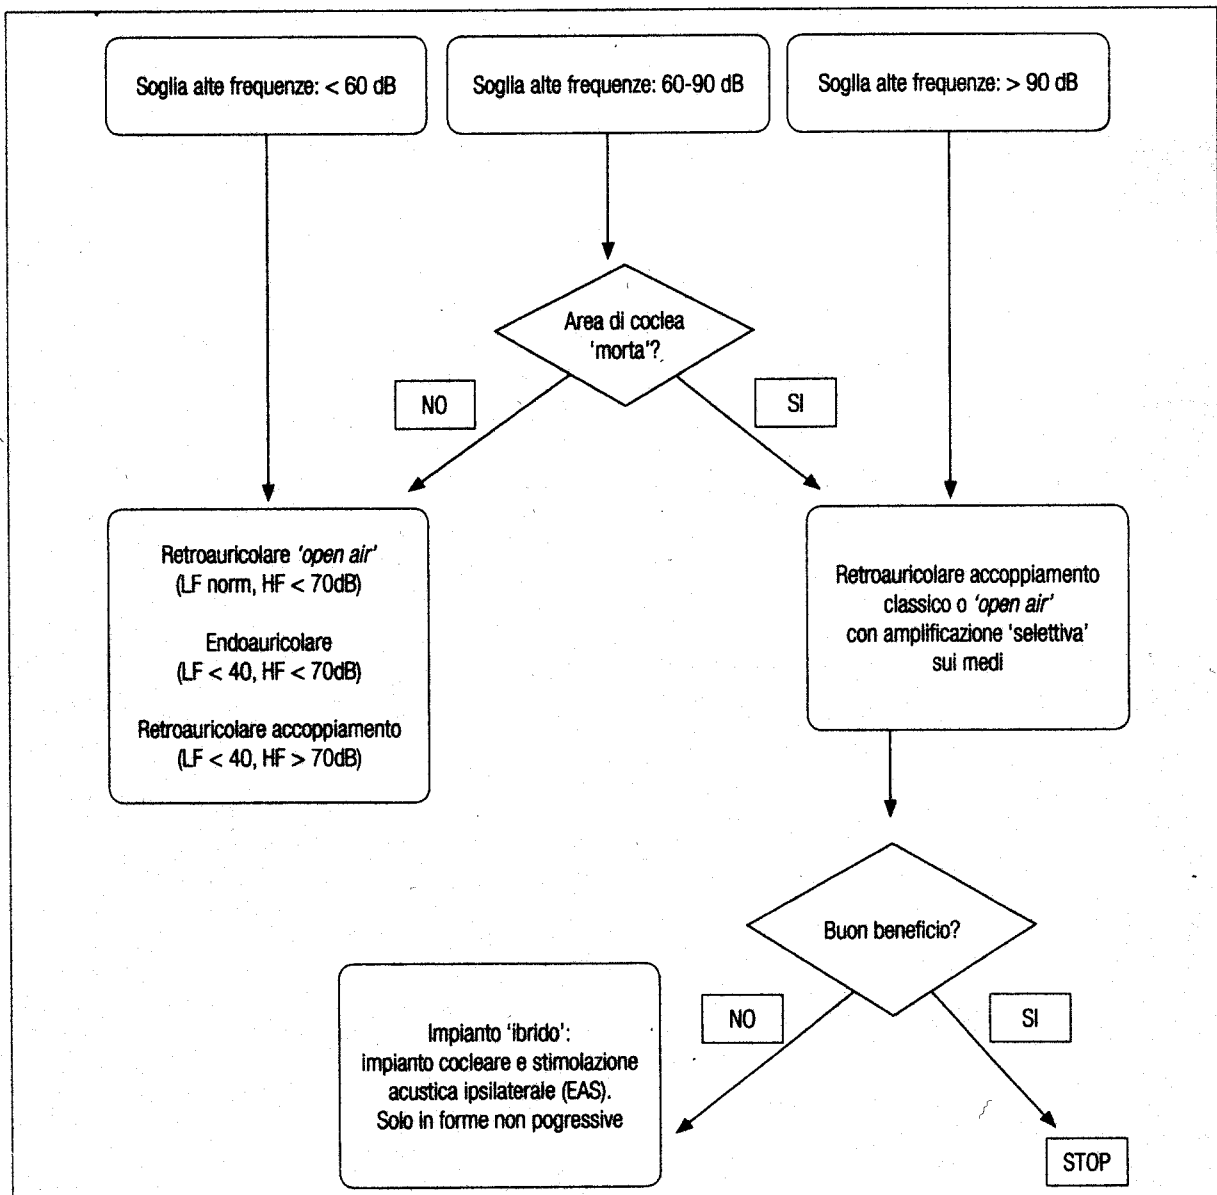 Soglia alte frequenze: < 60 dB
Soglia alte frequenze: 60-90 dB
Soglia alte frequenze: > 90 dB
Area di coclea
'morta'?
NO
SI
Retroauricolare 'open air'
(LF norm, HF < 70dB)
Endoauricolare
(LF < 40, HF < 70dB)
Retroauricolare accoppiamento
(LF < 40, HF > 70dB)
Retroauricolare accoppiamento
classico o 'open air'
con amplificazione 'selettiva'
sui medi
Buon beneficio?
NO
SI
Impianto 'ibrido':
impianto cocleare e stimolazione
acustica ipsilaterale (EAS).
Solo in forme non pogressive
STOP